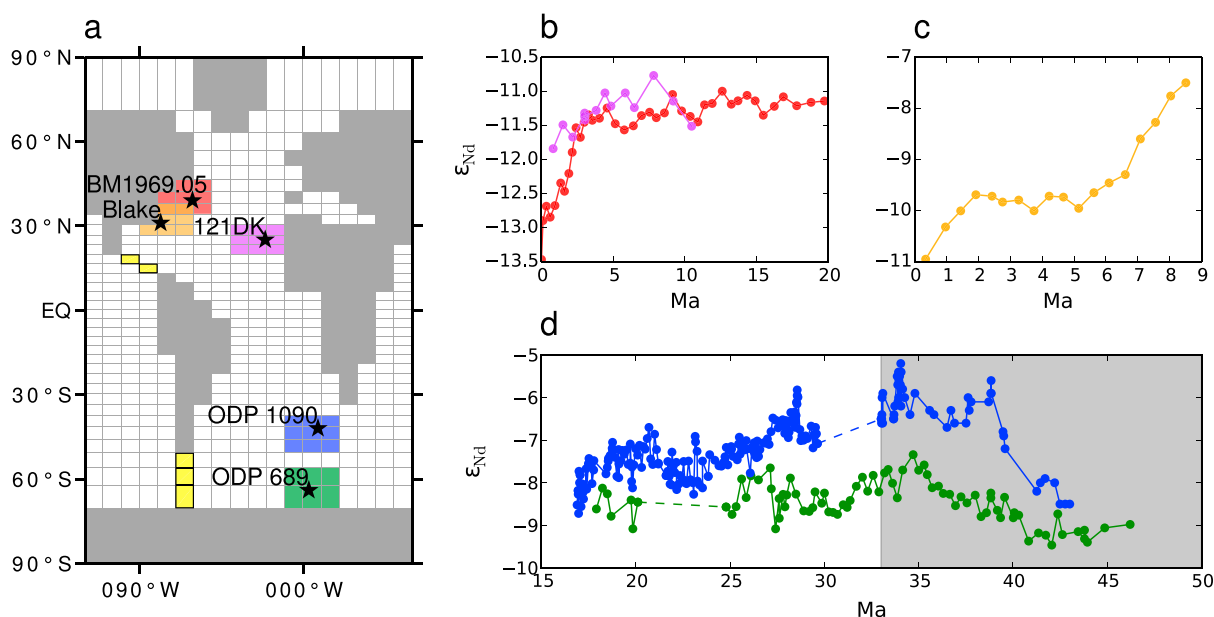 a
90°N
60°N
30°N
EQ
30°S
60°S
90°S
090°W
000°W
BM1969.05
Blake
121DK
ODP 1090
ODP 689
b
εNd
−10.5
−11.0
−11.5
−12.0
−12.5
−13.0
−13.5
0
5
10
15
20
Ma
c
−7
−8
−9
−10
−11
0
1
2
3
4
5
6
7
8
9
Ma
d
εNd
−5
−6
−7
−8
−9
−10
15
20
25
30
35
40
45
50
Ma